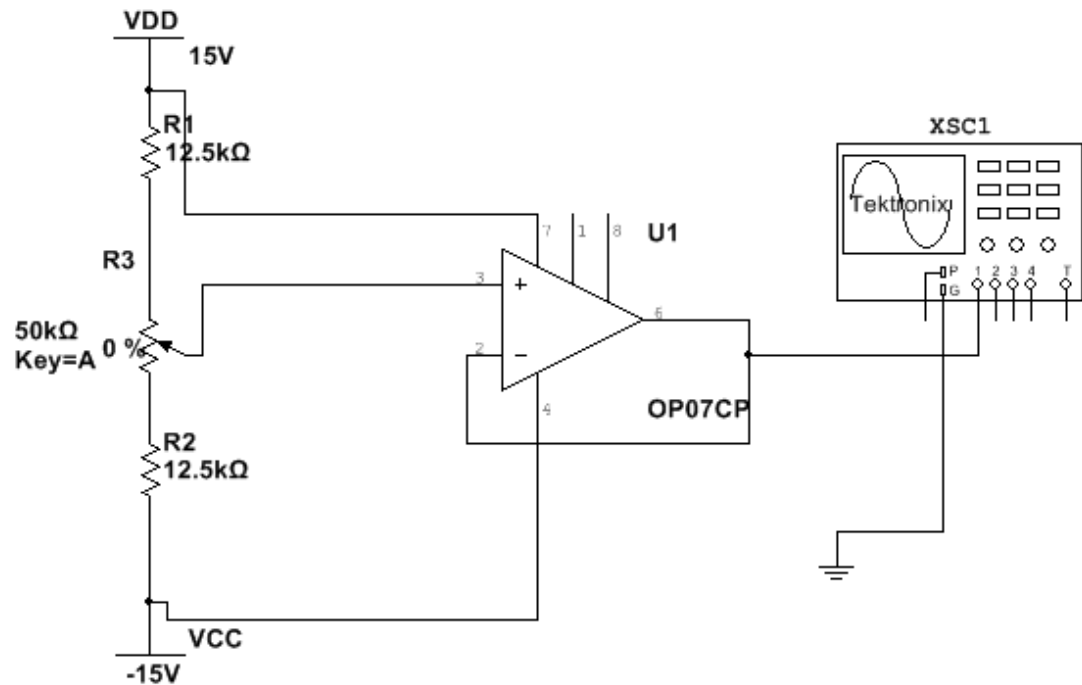 VDD
15V
R1
12.5kΩ
R3
50kΩ
Key=A
0 %
R2
12.5kΩ
VCC
-15V
7
1
8
U1
3
+
2
−
6
4
OP07CP
XSC1
Tektronix
P
G
1
2
3
4
T